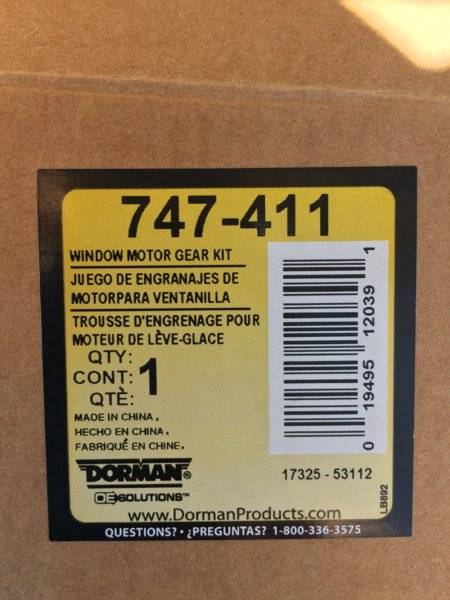 747-411
WINDOW MOTOR GEAR KIT
JUEGO DE ENGRANAJES DE
MOTORPARA VENTANILLA
TROUSSE D'ENGRENAGE POUR
MOTEUR DE LÈVE-GLACE
QTY:
CONT: 1
QTÈ:
MADE IN CHINA.
HECHO EN CHINA.
FABRIQUÉ EN CHINE.
0 19495 12039 1
DORMAN®
OE SOLUTIONS™
17325 - 53112
LB892
www.DormanProducts.com
QUESTIONS? • ¿PREGUNTAS? 1-800-336-3575